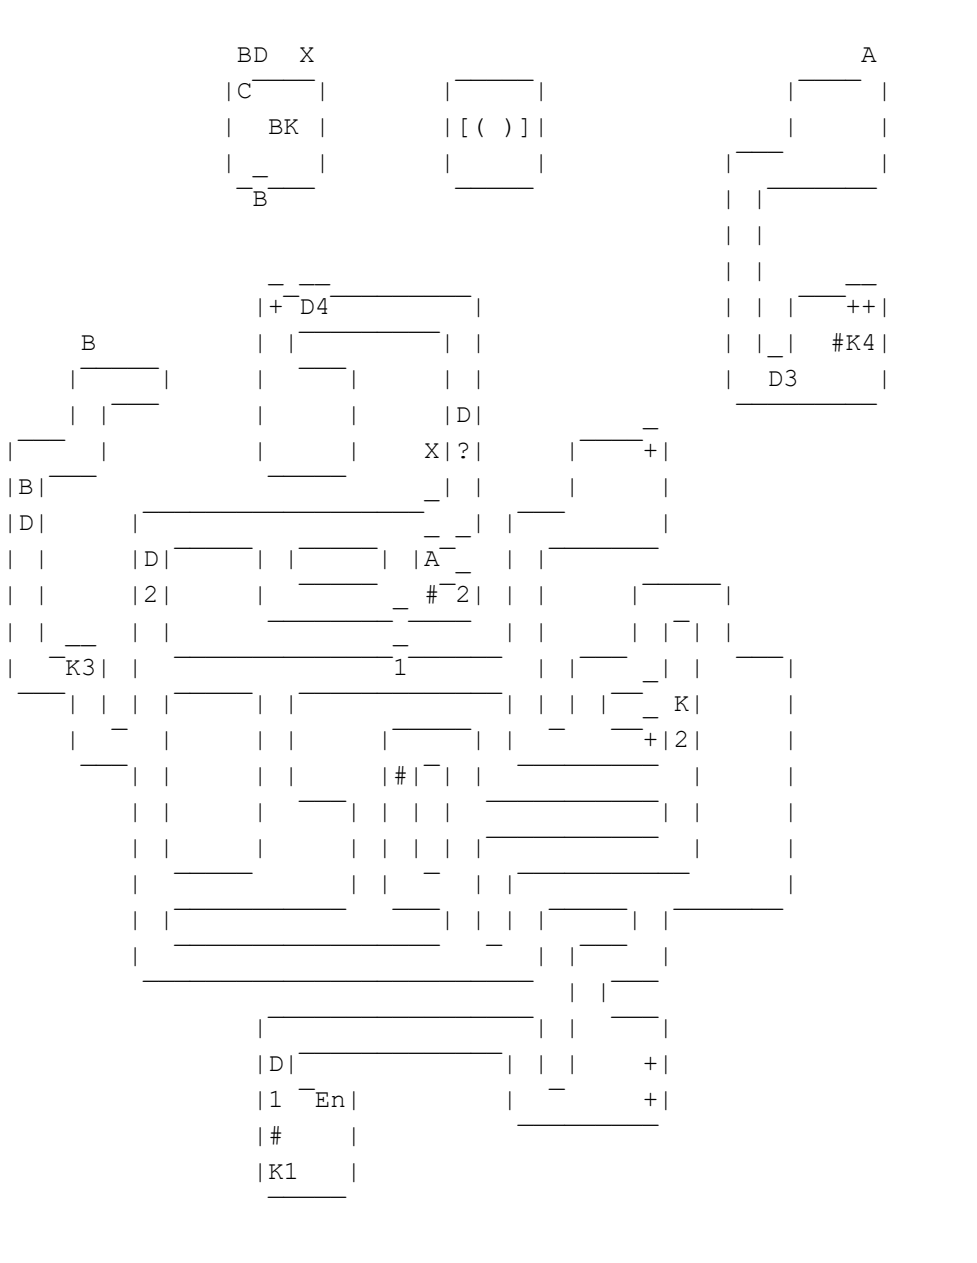 BD X A
C
BK [( )]
B
+ D4 ++
B #K4
D3
D
X ? +
B
D
D A
2 # 2
K3 1
K
+ 2
#
D +
1 En +
#
K1